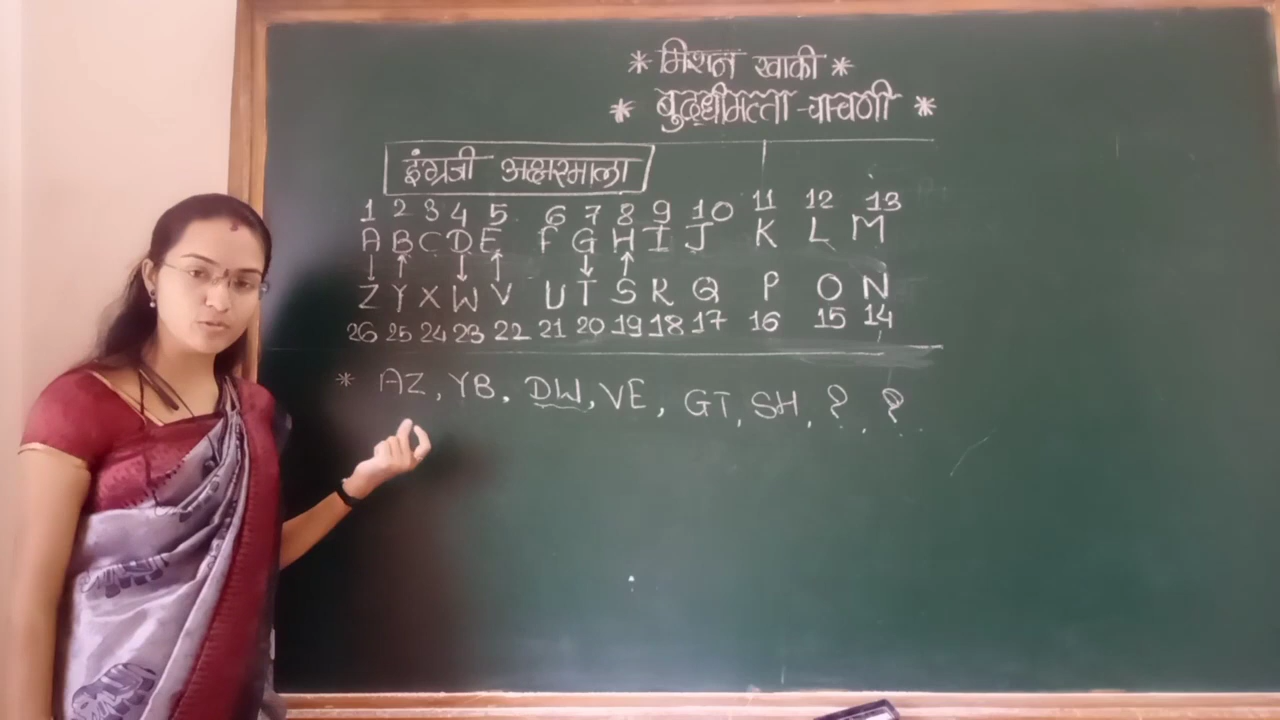 * मिशन खाकी *
* बुद्धीमत्ता - चाचणी *
इंग्रजी अक्षरमाला
1 2 3 4 5 6 7 8 9 10 11 12 13
A B C D E F G H I J K L M
Z Y X W V U T S R Q P O N
26 25 24 23 22 21 20 19 18 17 16 15 14
* AZ, YB, DW, VE, GT, SH, ?, ?